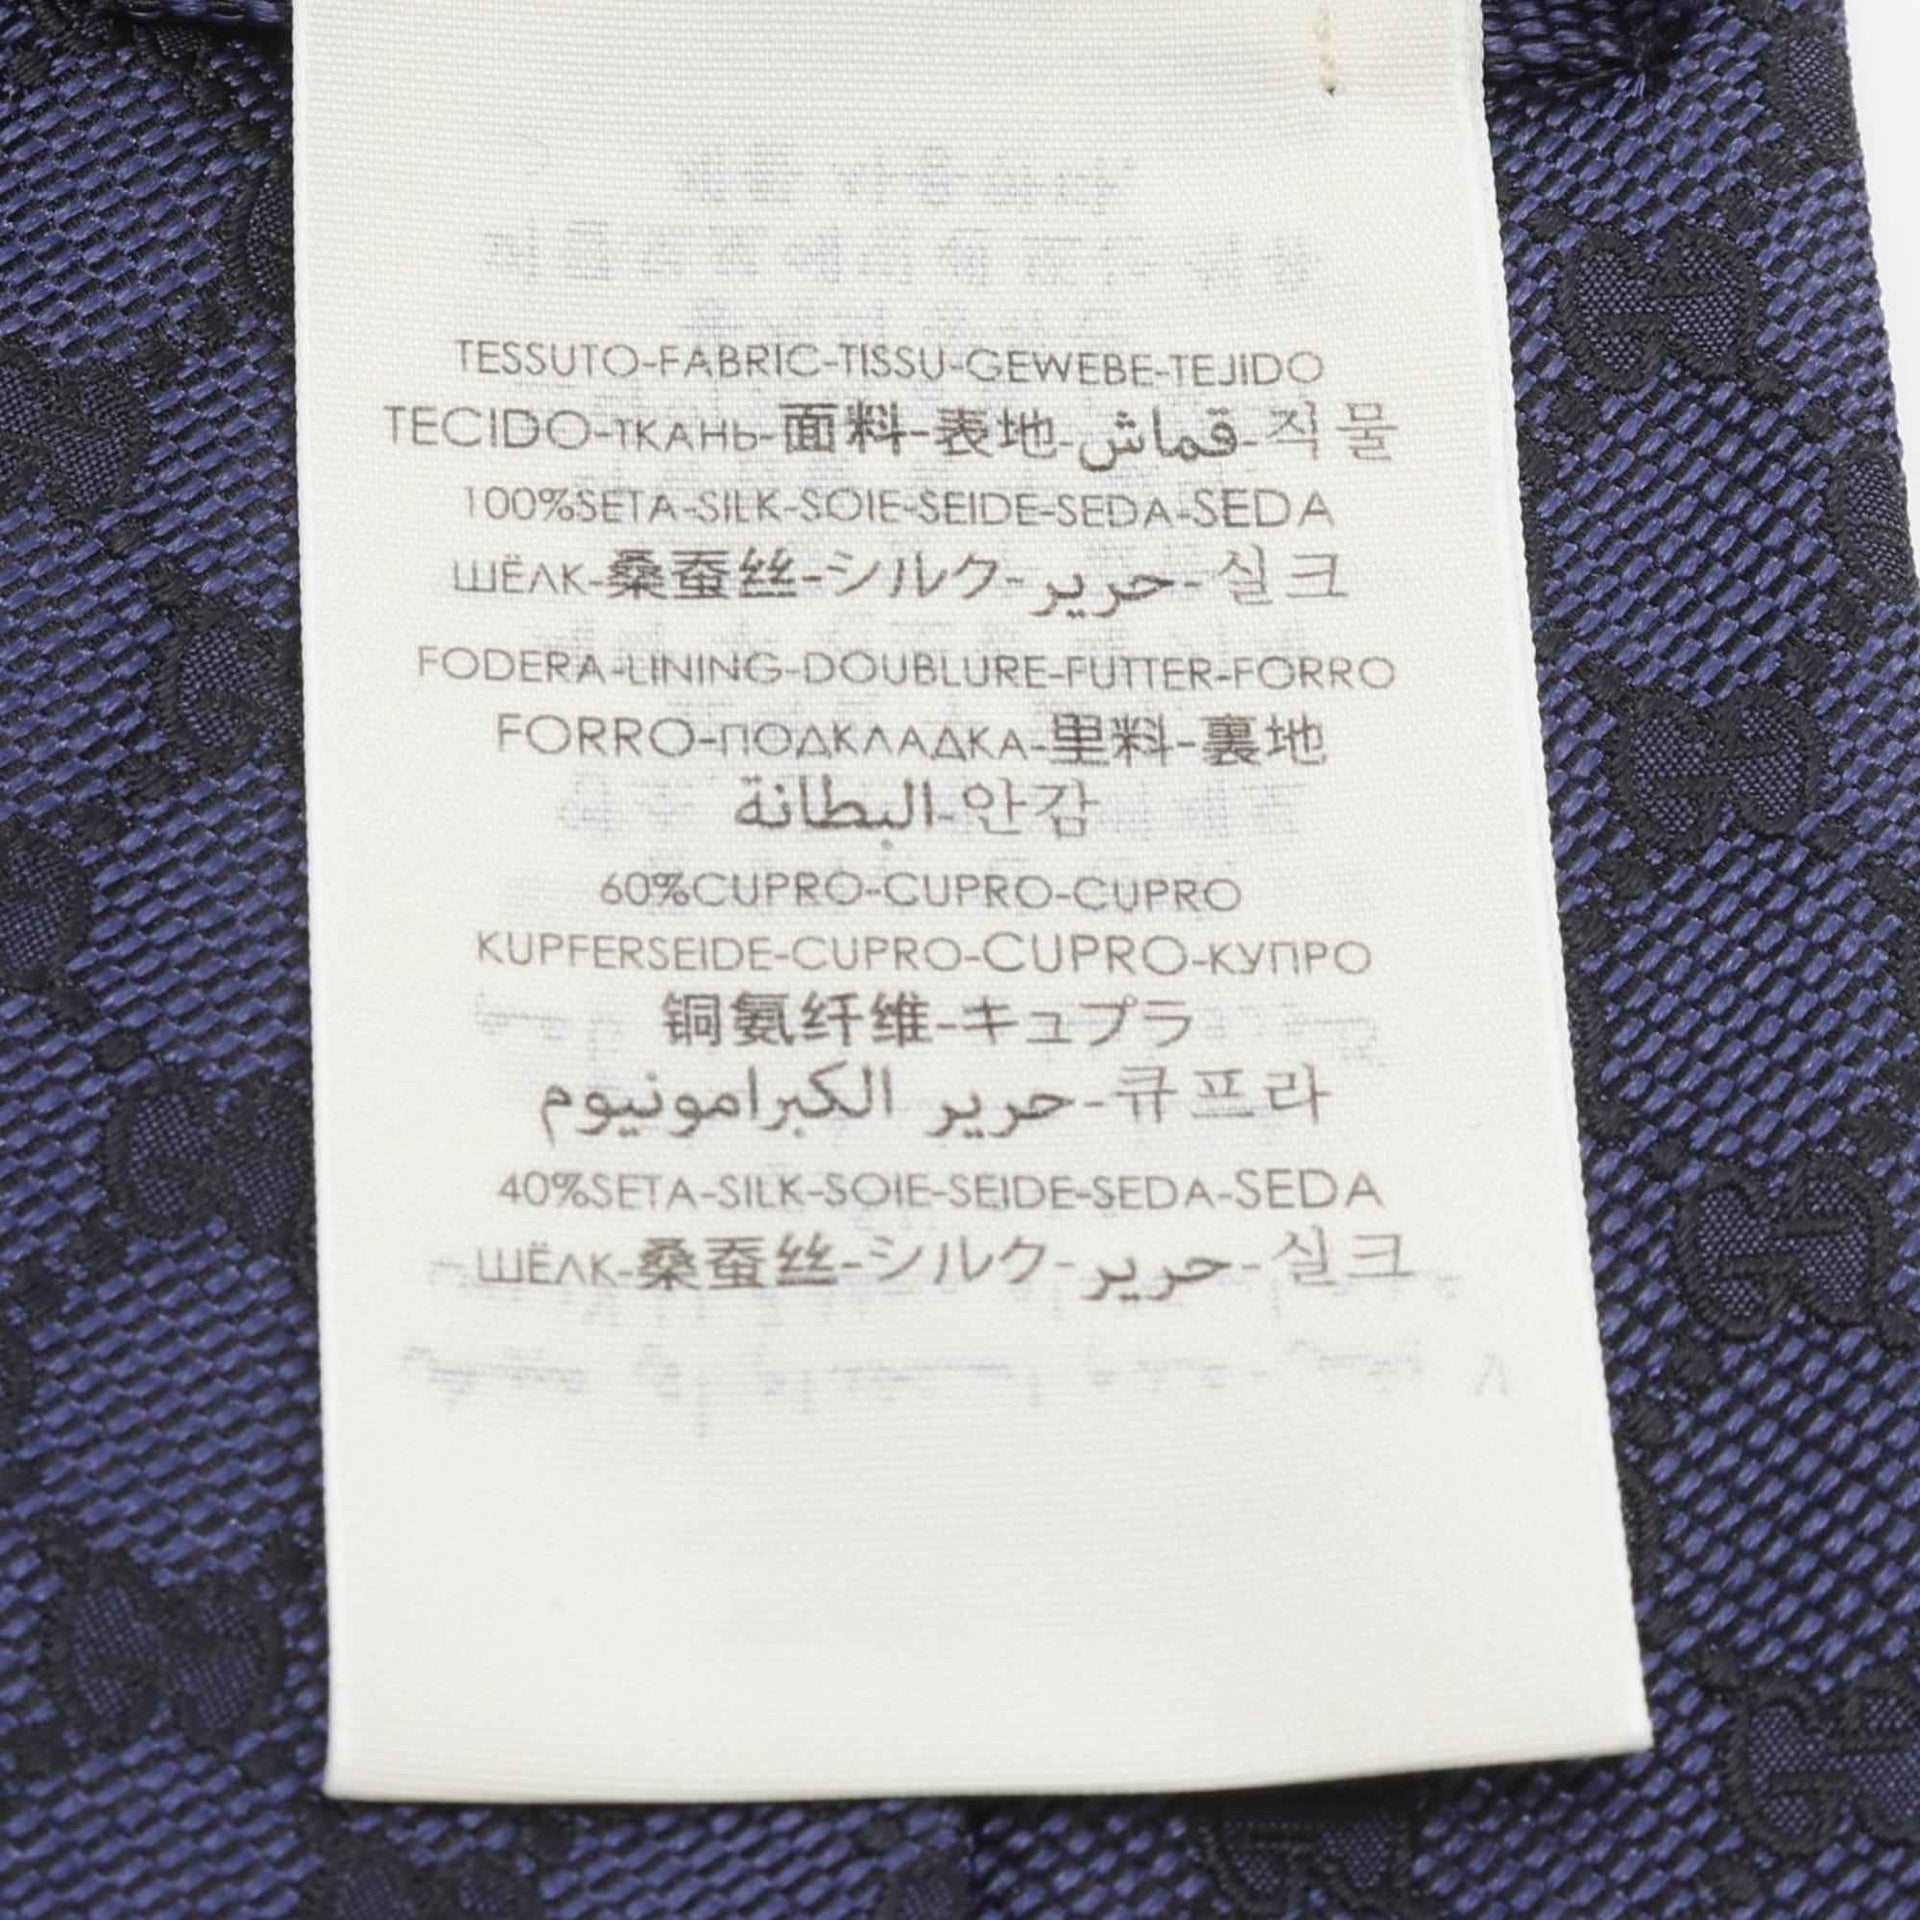 TESSUTO-FABRIC-TISSU-GEWEBE-TEJIDO
TECIDO-ТКАНЬ-面料-表地-قماش-직물
100%SETA-SILK-SOIE-SEIDE-SEDA-SEDA
ШЁЛК-桑蚕丝-シルク-حرير-실크
FODERA-LINING-DOUBLURE-FUTTER-FORRO
FORRO-ПОДКЛАДКА-里料-裏地
البطانة-안감
60%CUPRO-CUPRO-CUPRO
KUPFERSEIDE-CUPRO-CUPRO-КУПРО
铜氨纤维-キュプラ
حرير الكبرامونيوم-큐프라
40%SETA-SILK-SOIE-SEIDE-SEDA-SEDA
ШЁЛК-桑蚕丝-シルク-حرير-실크